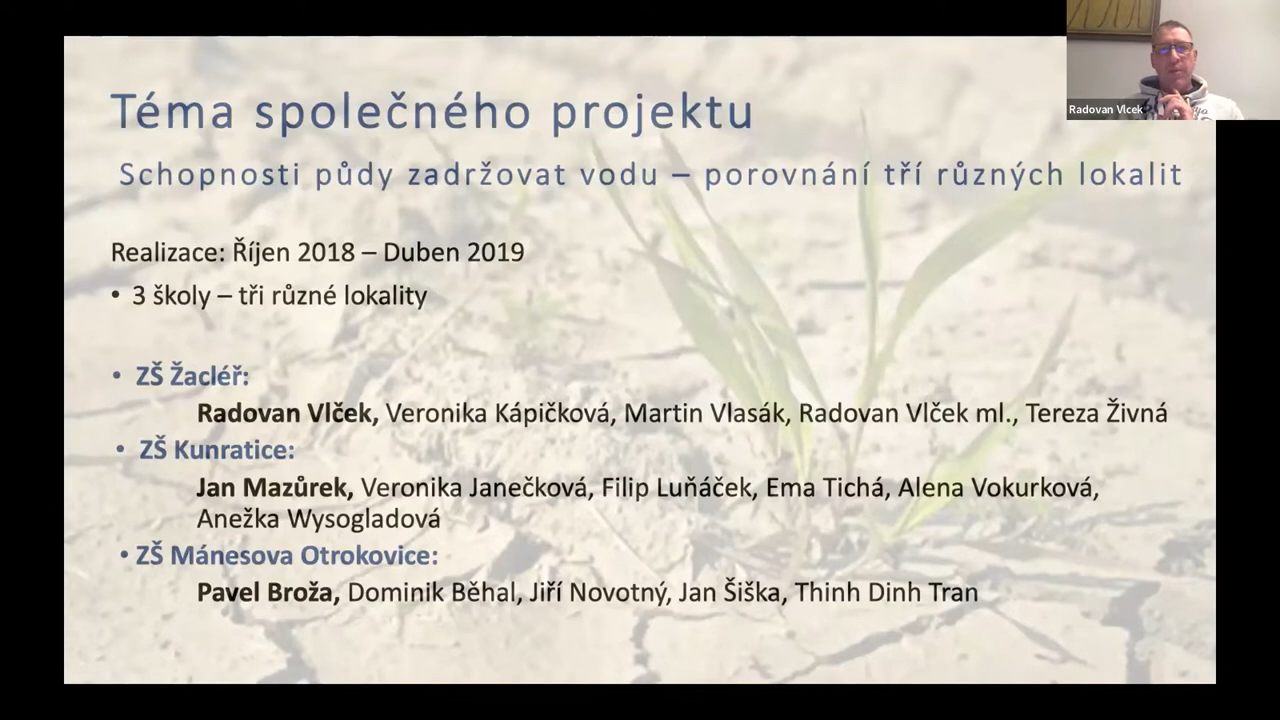 Téma společného projektu
Schopnosti půdy zadržovat vodu – porovnání tří různých lokalit
Realizace: Říjen 2018 – Duben 2019
• 3 školy – tři různé lokality
• ZŠ Žacléř:
Radovan Vlček, Veronika Kápičková, Martin Vlasák, Radovan Vlček ml., Tereza Živná
• ZŠ Kunratice:
Jan Mazůrek, Veronika Janečková, Filip Luňáček, Ema Tichá, Alena Vokurková,
Anežka Wysogladová
• ZŠ Mánesova Otrokovice:
Pavel Broža, Dominik Běhal, Jiří Novotný, Jan Šiška, Thinh Dinh Tran
Radovan Vlcek